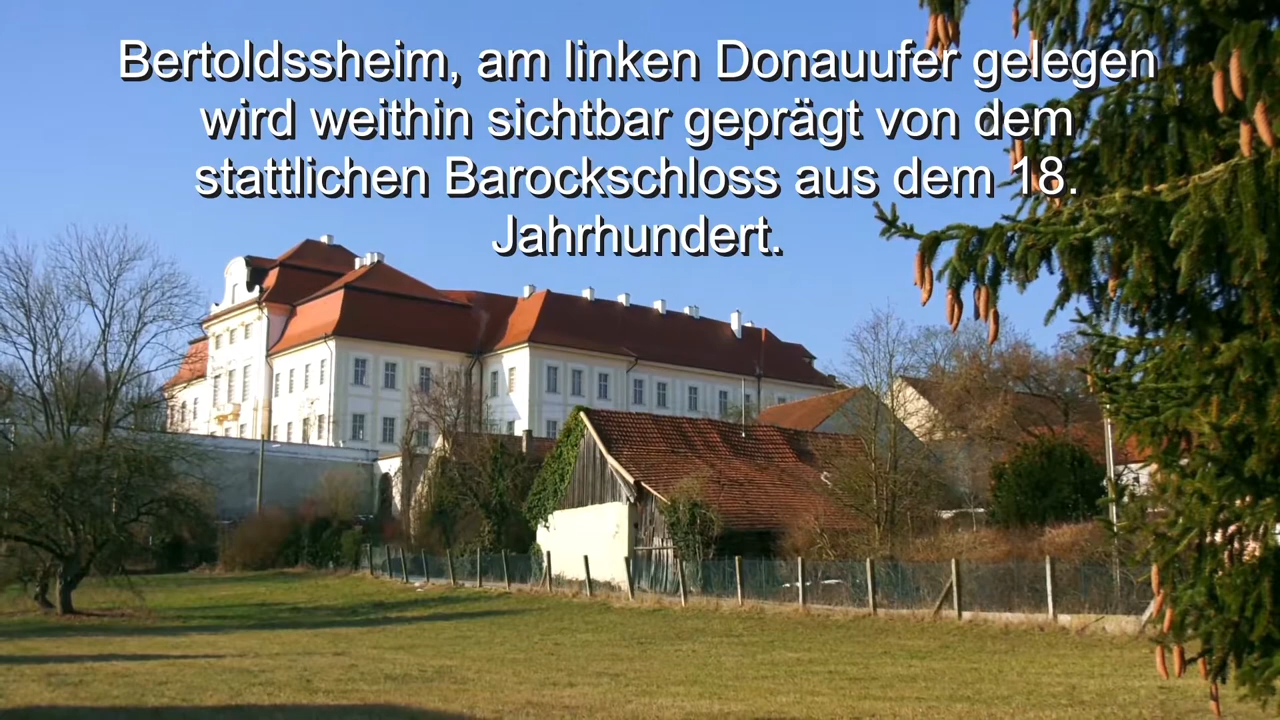 Bertoldssheim, am linken Donauufer gelegen
wird weithin sichtbar geprägt von dem
stattlichen Barockschloss aus dem 18.
Jahrhundert.